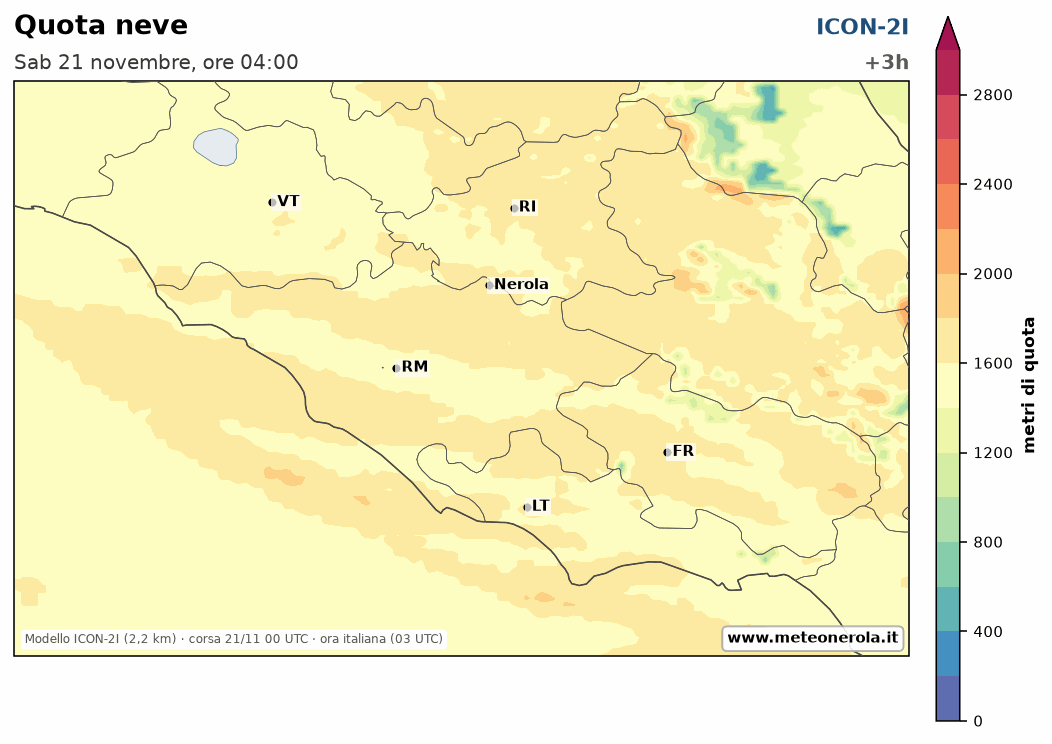 Quota neve
ICON-2I
Sab 21 novembre, ore 04:00
+3h
VT
RI
Nerola
RM
FR
LT
2800
2400
2000
1600
1200
800
400
0
metri di quota
Modello ICON-2I (2,2 km) · corsa 21/11 00 UTC · ora italiana (03 UTC)
www.meteonerola.it